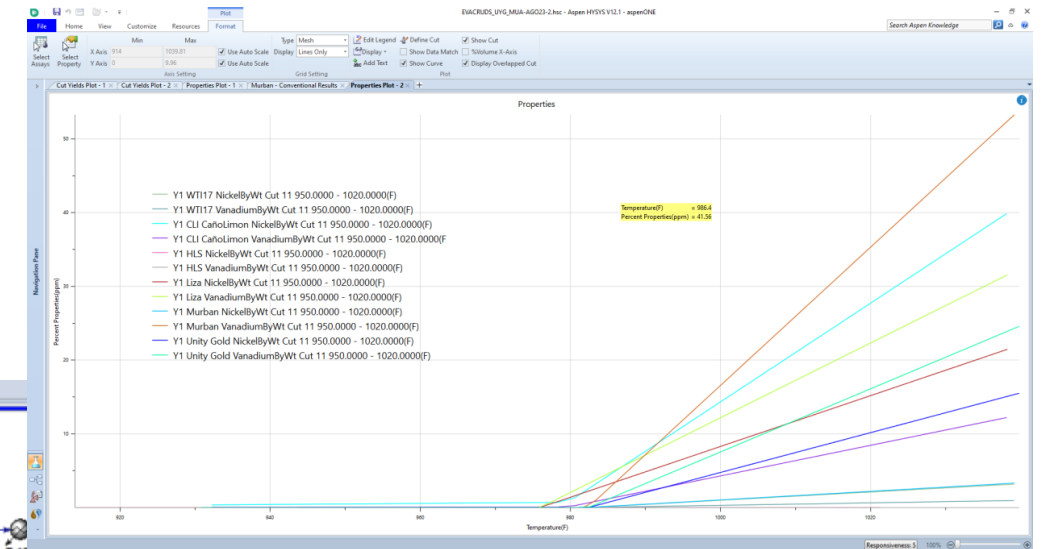 Plot
EVACRUDS_UYG_MUA-AGO23-2.hsc - Aspen HYSYS V12.1 - aspenONE
File Home View Customize Resources Format
Search Aspen Knowledge
Min Max
X Axis 914 1039.81 Use Auto Scale
Y Axis 0 Use Auto Scale
Select Assays
Select Property
Axis Setting
Type Mesh
Display Lines Only
Grid Setting
Edit Legend Define Cut Show Cut
Display Show Data Match %Volume X-Axis
Add Text Show Curve Display Overlapped Cut
Plot
Cut Yields Plot - 1 Cut Yields Plot - 2 Properties Plot - 1 Murban - Conventional Results Properties Plot - 2 +
Properties
Navigation Pane
Percent Properties(ppm)
50
40
30
20
10
Y1 WTI17 NickelByWt Cut 11 950.0000 - 1020.0000(F)
Y1 WTI17 VanadiumByWt Cut 11 950.0000 - 1020.0000(F)
Y1 CLI CañoLimon NickelByWt Cut 11 950.0000 - 1020.0000(F)
Y1 CLI CañoLimon VanadiumByWt Cut 11 950.0000 - 1020.0000(F
Y1 HLS NickelByWt Cut 11 950.0000 - 1020.0000(F)
Y1 HLS VanadiumByWt Cut 11 950.0000 - 1020.0000(F)
Y1 Liza NickelByWt Cut 11 950.0000 - 1020.0000(F)
Y1 Liza VanadiumByWt Cut 11 950.0000 - 1020.0000(F)
Y1 Murban NickelByWt Cut 11 950.0000 - 1020.0000(F)
Y1 Murban VanadiumByWt Cut 11 950.0000 - 1020.0000(F)
Y1 Unity Gold NickelByWt Cut 11 950.0000 - 1020.0000(F)
Y1 Unity Gold VanadiumByWt Cut 11 950.0000 - 1020.0000(F)
Temperature(F) = 986.4
Percent Properties(ppm) = 41.56
920 940 960 980 1000 1020
Temperature(F)
Responsiveness: 5 100%